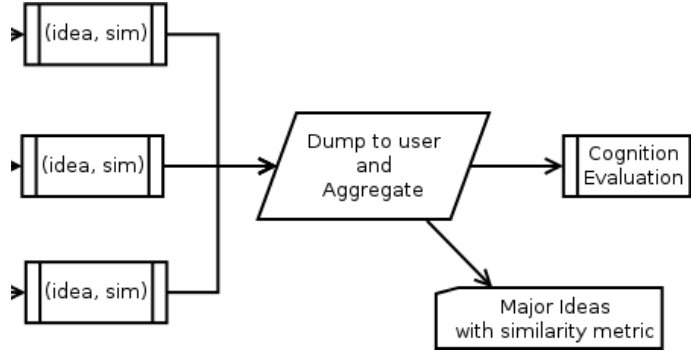 (idea, sim)
(idea, sim)
(idea, sim)
Dump to user
and
Aggregate
Cognition
Evaluation
Major Ideas
with similarity metric